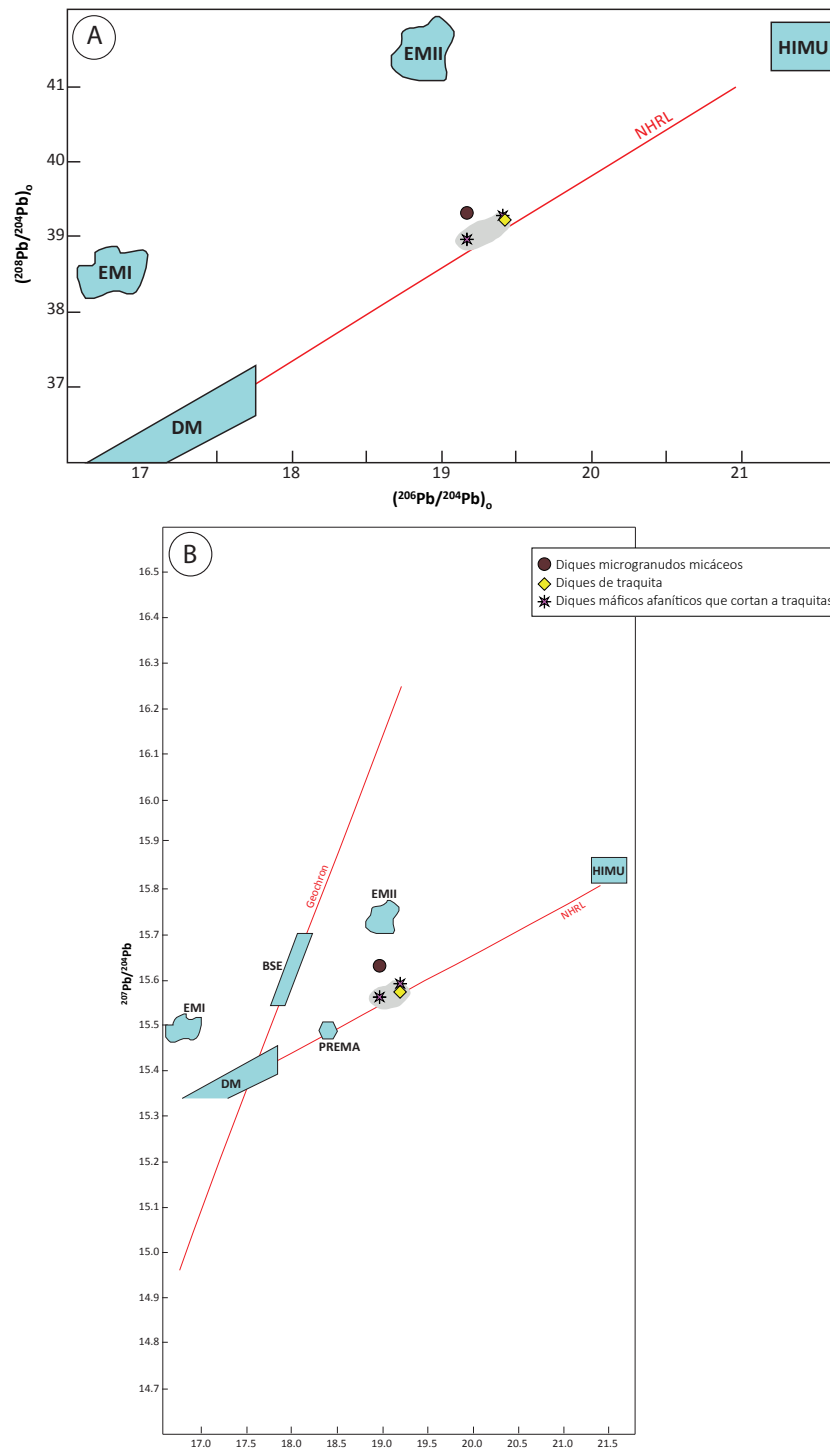 A
EMII
HIMU
41
NHRL
40
39
(²⁰⁸Pb/²⁰⁴Pb)ₒ
EMI
38
37
DM
17
18
19
20
21
(²⁰⁶Pb/²⁰⁴Pb)ₒ
B
Diques microgranudos micáceos
Diques de traquita
Diques máficos afaníticos que cortan a traquitas
16.5
16.4
16.3
16.2
16.1
16.0
15.9
15.8
15.7
15.6
15.5
15.4
15.3
15.2
15.1
15.0
14.9
14.8
14.7
²⁰⁷Pb/²⁰⁴Pb
Geochron
HIMU
EMII
NHRL
BSE
EMI
PREMA
DM
17.0
17.5
18.0
18.5
19.0
19.5
20.0
20.5
21.0
21.5